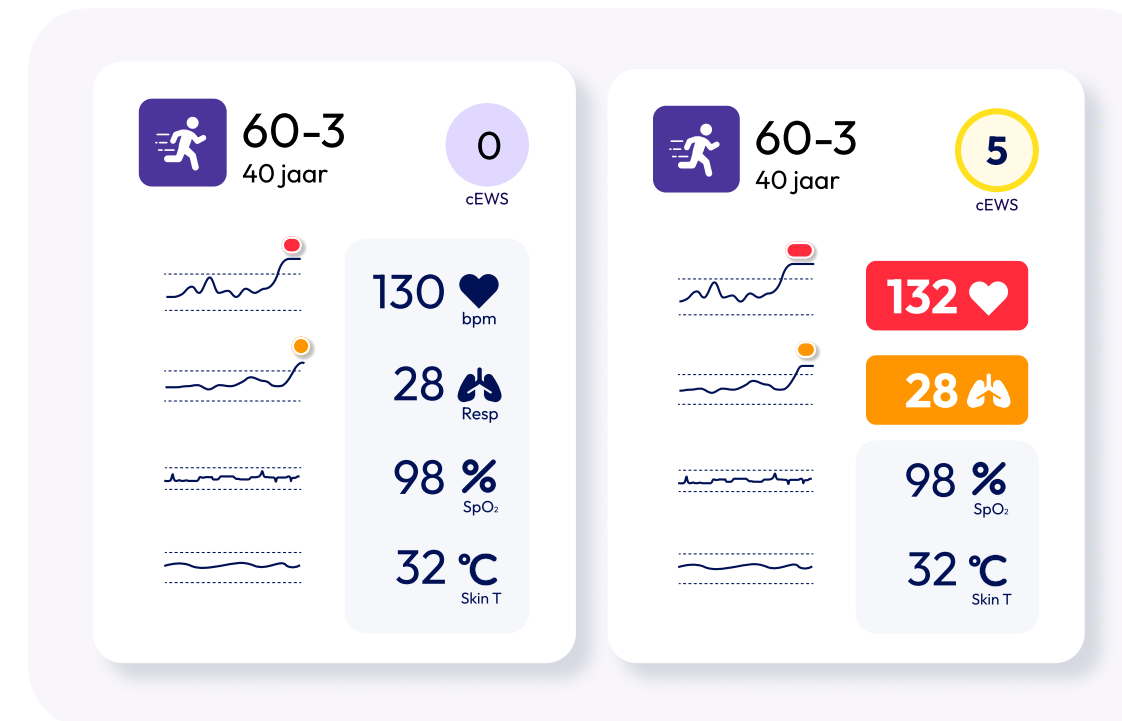 60-3
40 jaar
0
cEWS
130
bpm
28
Resp
98 %
SpO₂
32 °C
Skin T
60-3
40 jaar
5
cEWS
132
28
98 %
SpO₂
32 °C
Skin T